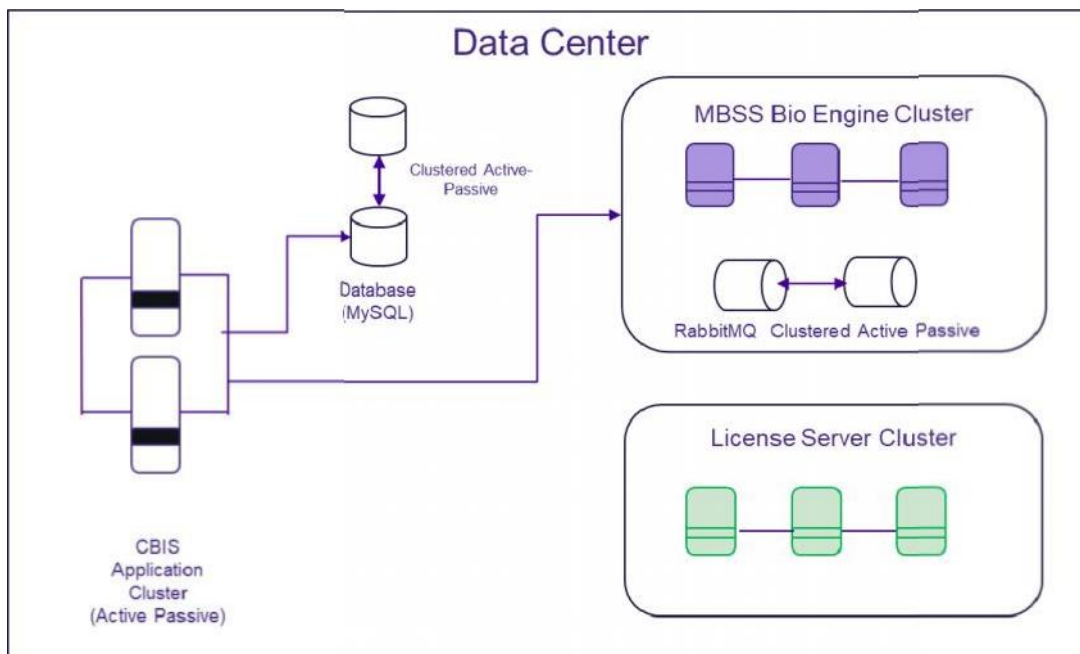 Data Center
MBSS Bio Engine Cluster
Clustered Active-
Passive
Database
(MySQL)
RabbitMQ Clustered Active Passive
License Server Cluster
CBIS
Application
Cluster
(Active Passive)